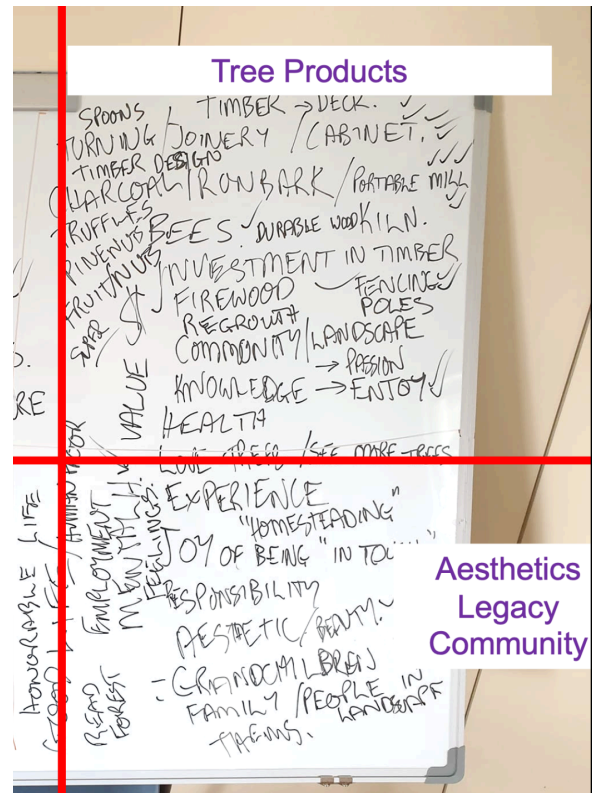 Tree Products
SPOONS
TIMBER → DECK. ✓
TURNING / JOINERY / CABINET. ✓✓
TIMBER DESIGN
CHARCOAL / IRONBARK / PORTABLE MILL ✓✓✓
TRUFFLES
BEES. ✓ DURABLE WOOD KILN. ✓
PINENUTS
FRUIT/NUTS
INVESTMENT IN TIMBER
FIREWOOD ✓ FENCING ✓
POLES
REGROWTH
COMMUNITY/LANDSCAPE
→ PASSION
KNOWLEDGE → ENJOY ✓
VALUE
HEALTH
LOVE TREES / SEE MORE TREES
RE
EXPERIENCE
"HOMESTEADING"
JOY OF BEING "IN
FEELINGS.
EMPLOYMENT
HONORABLE LIFE
RESPONSIBILITY
AESTHETIC/BEAUTY. ✓
Aesthetics
Legacy
Community
GRANDCHILDREN
FAMILY / PEOPLE IN
LANDSCAPE
READ
FOREST